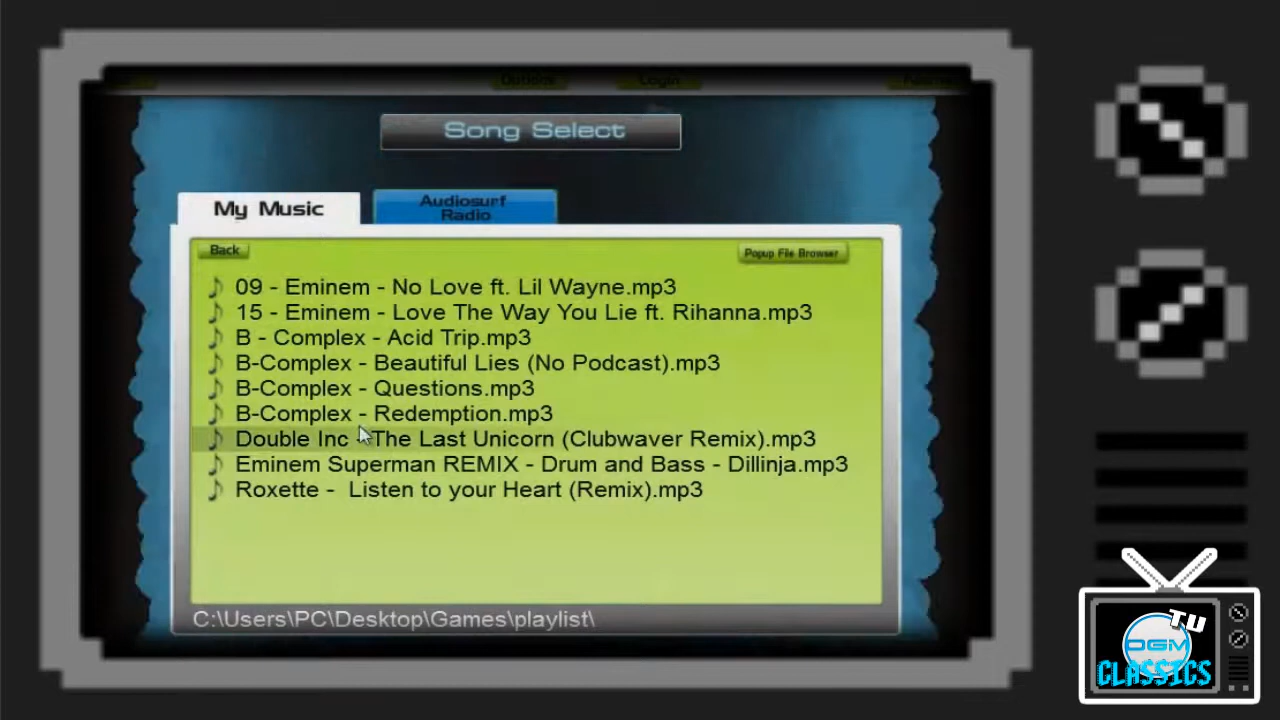 Options
Login
Song Select
My Music
Audiosurf
Radio
Back
Popup File Browser
09 - Eminem - No Love ft. Lil Wayne.mp3
15 - Eminem - Love The Way You Lie ft. Rihanna.mp3
B - Complex - Acid Trip.mp3
B-Complex - Beautiful Lies (No Podcast).mp3
B-Complex - Questions.mp3
B-Complex - Redemption.mp3
Double Inc - The Last Unicorn (Clubwaver Remix).mp3
Eminem Superman REMIX - Drum and Bass - Dillinja.mp3
Roxette -  Listen to your Heart (Remix).mp3
C:\Users\PC\Desktop\Games\playlist\
TV
DGM
CLASSICS